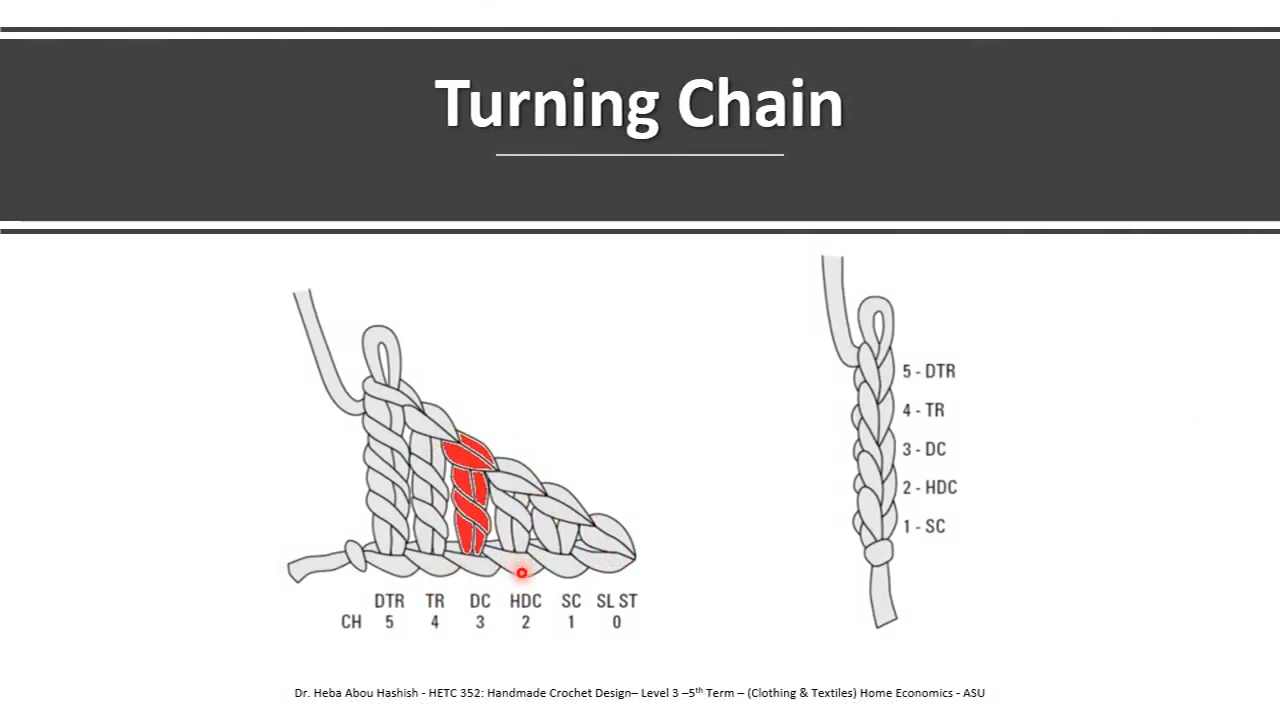 Turning Chain
DTR TR DC HDC SC SL ST
CH 5 4 3 2 1 0
5 - DTR
4 - TR
3 - DC
2 - HDC
1 - SC
Dr. Heba Abou Hashish - HETC 352: Handmade Crochet Design– Level 3 –5th Term – (Clothing & Textiles) Home Economics - ASU